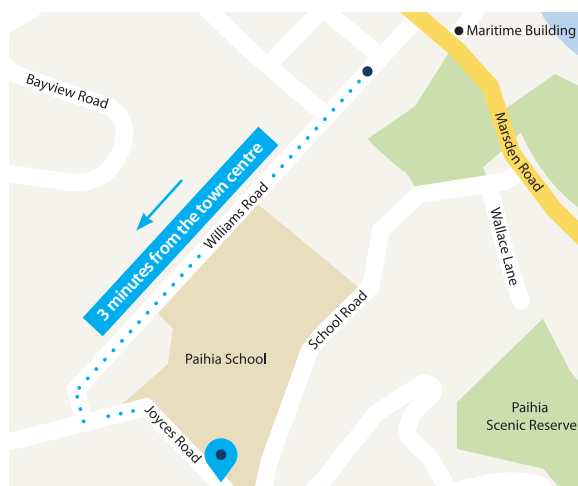 Maritime Building
Bayview Road
Marsden Road
3 minutes from the town centre
Williams Road
Wallace Lane
School Road
Paihia School
Joyces Road
Paihia
Scenic Reserve